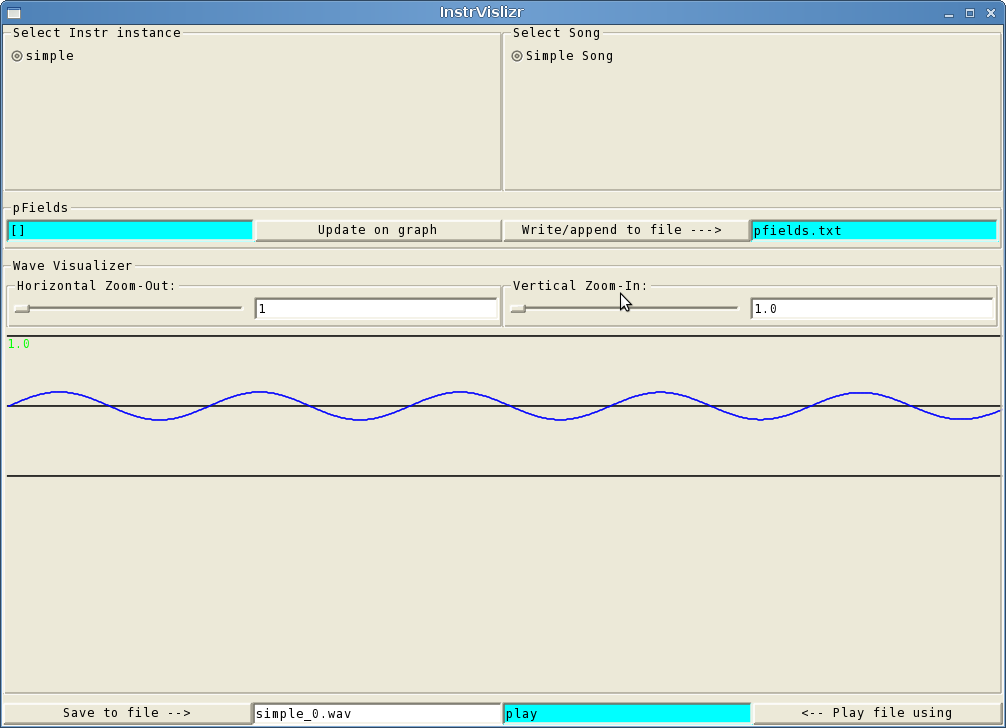 InstrVislizr
Select Instr instance
Select Song
simple
Simple Song
pFields
[]
Update on graph
Write/append to file --->
pfields.txt
Wave Visualizer
Horizontal Zoom-Out:
Vertical Zoom-In:
1
1.0
1.0
Save to file -->
simple_0.wav
play
<-- Play file using